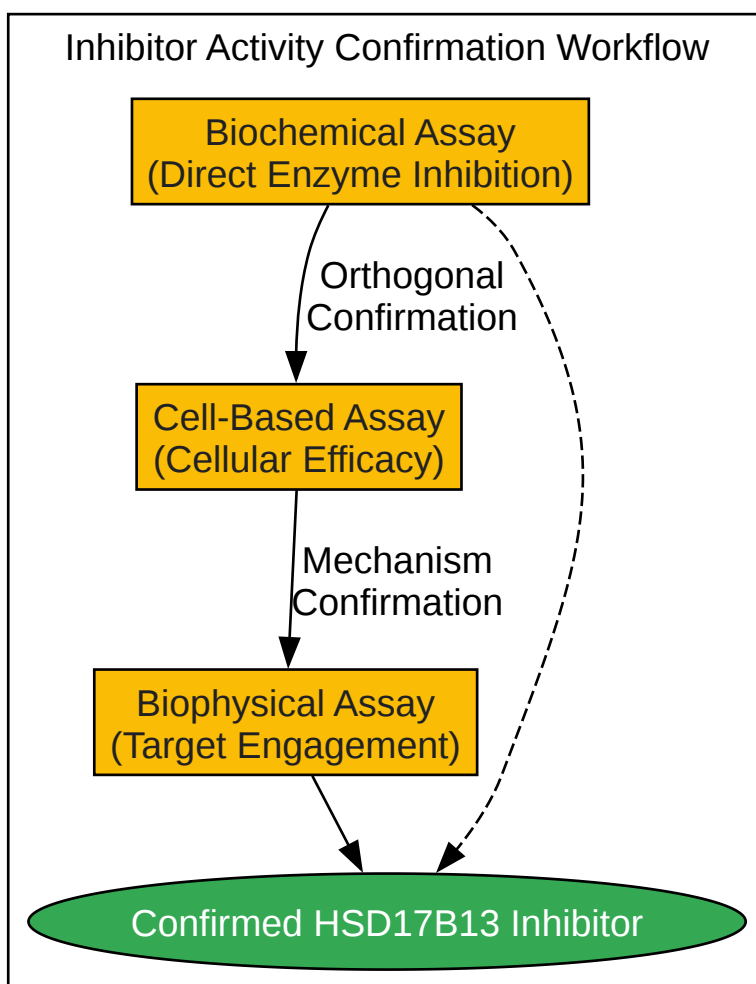 Inhibitor Activity Confirmation Workflow
Biochemical Assay
(Direct Enzyme Inhibition)
Orthogonal
Confirmation
Cell-Based Assay
(Cellular Efficacy)
Mechanism
Confirmation
Biophysical Assay
(Target Engagement)
Confirmed HSD17B13 Inhibitor